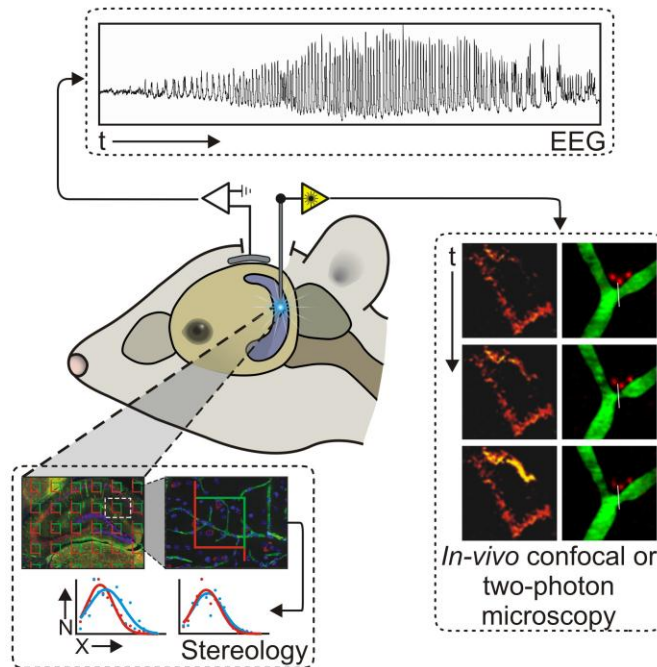 t
EEG
t
In-vivo confocal or
two-photon
microscopy
N
X
Stereology